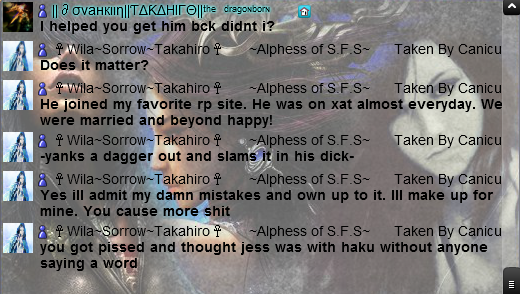 || ∂ σvaнкιιη||TΔҜΔHIГΘ||ᵗʰᵉ ᵈʳᵃᵍᵒᶰᵇᵒʳᶰ
I helped you get him bck didnt i?
☥Wila~Sorrow~Takahiro☥ ~Alphess of S.F.S~ Taken By Canicu
Does it matter?
☥Wila~Sorrow~Takahiro☥ ~Alphess of S.F.S~ Taken By Canicu
He joined my favorite rp site. He was on xat almost everyday. We
were married and beyond happy!
☥Wila~Sorrow~Takahiro☥ ~Alphess of S.F.S~ Taken By Canicu
-yanks a dagger out and slams it in his dick-
☥Wila~Sorrow~Takahiro☥ ~Alphess of S.F.S~ Taken By Canicu
Yes ill admit my damn mistakes and own up to it. Ill make up for
mine. You cause more shit
☥Wila~Sorrow~Takahiro☥ ~Alphess of S.F.S~ Taken By Canicu
you got pissed and thought jess was with haku without anyone
saying a word